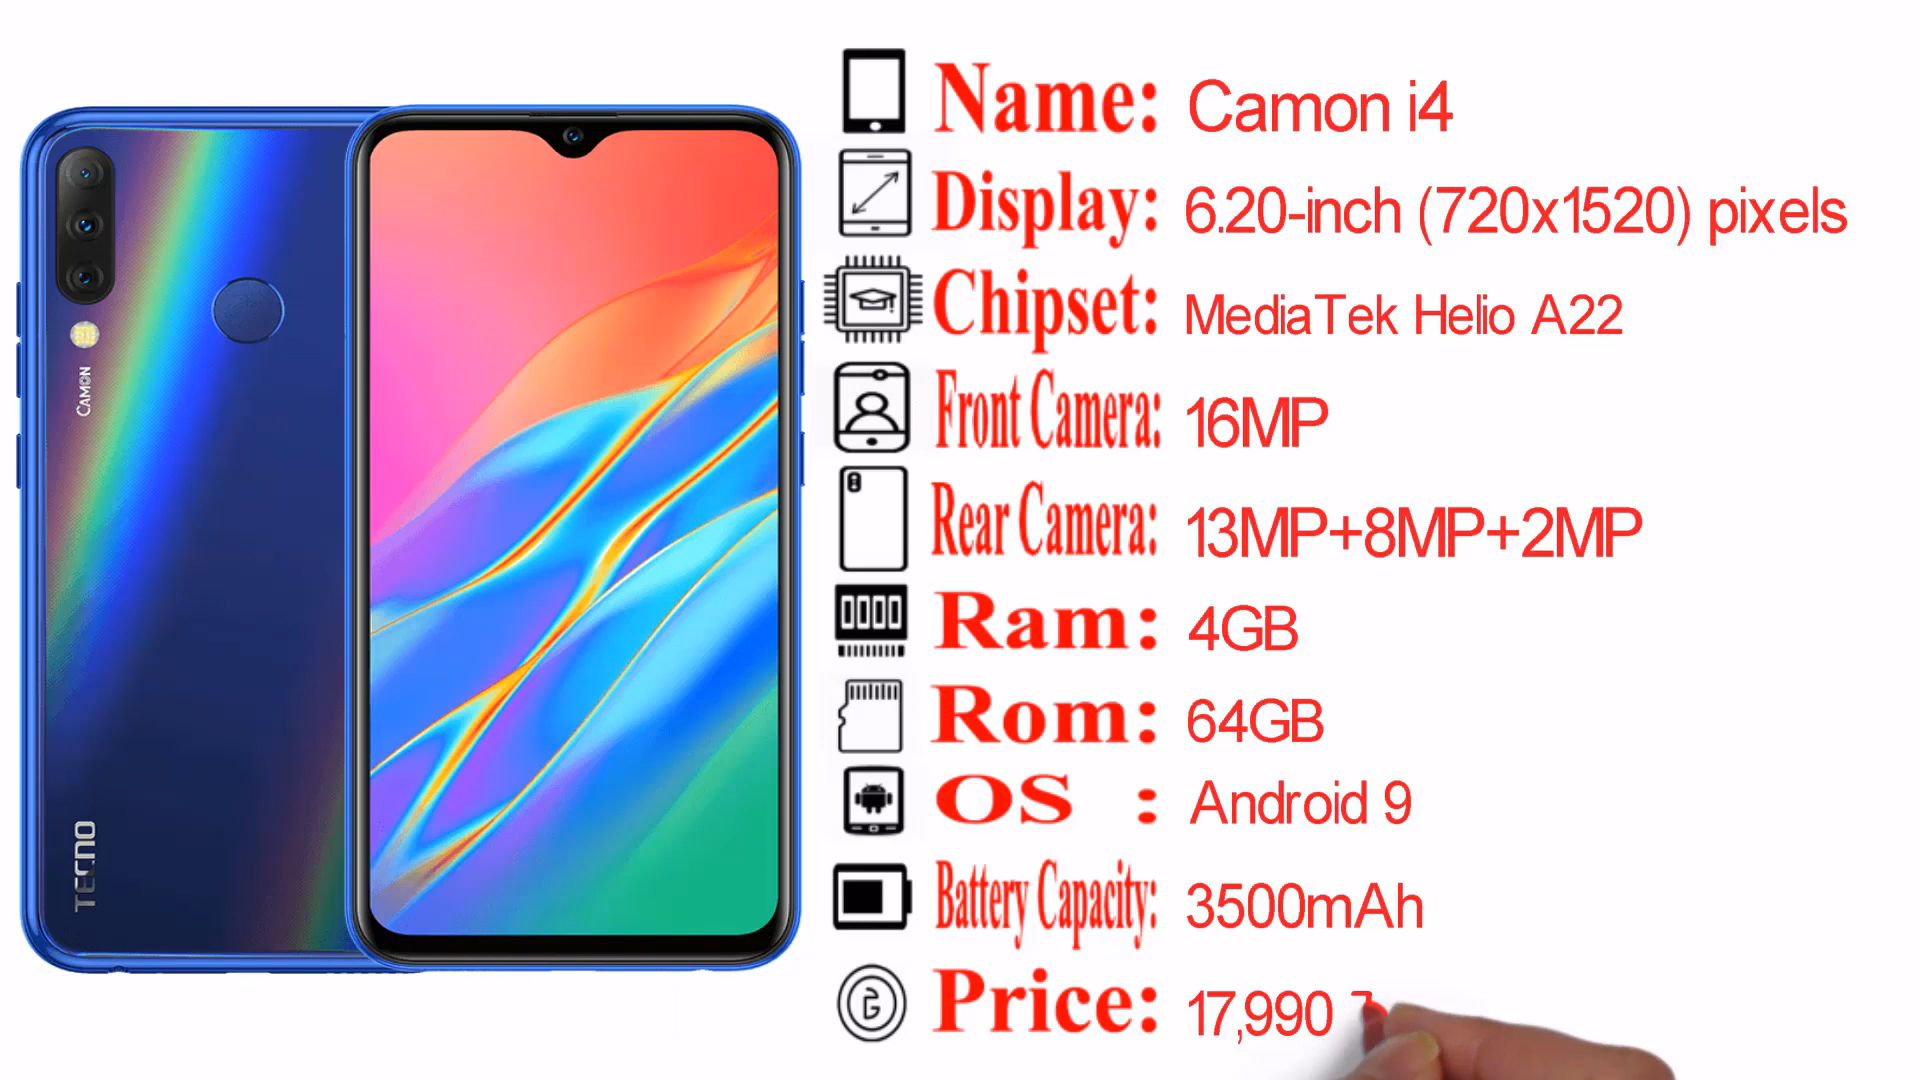 Name: Camon i4
Display: 6.20-inch (720x1520) pixels
Chipset: MediaTek Helio A22
Front Camera: 16MP
Rear Camera: 13MP+8MP+2MP
Ram: 4GB
Rom: 64GB
OS : Android 9
Battery Capacity: 3500mAh
Price: 17,990
CAMON
TECNO